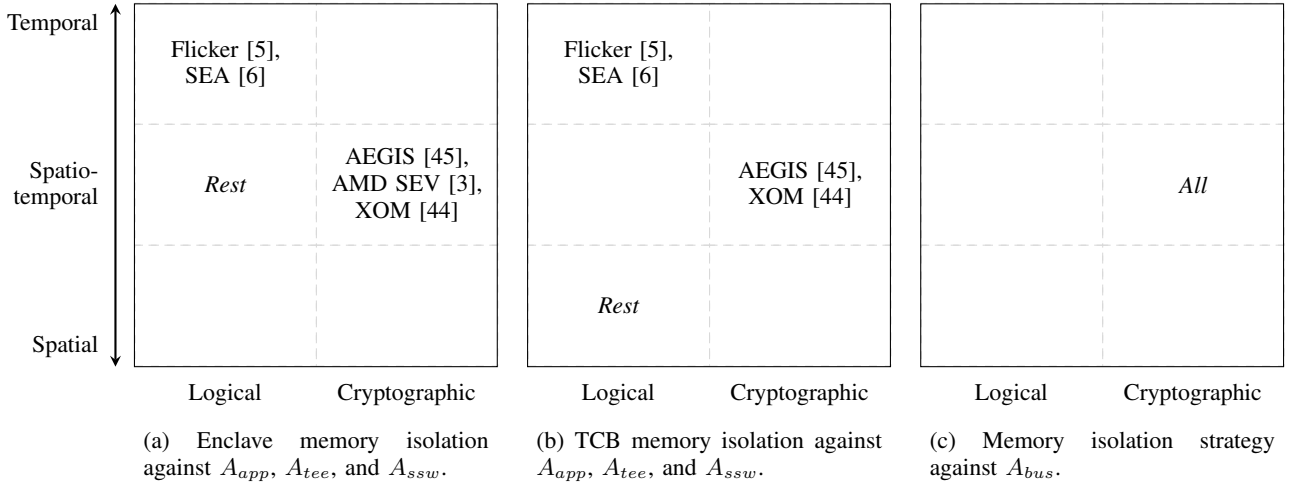 Temporal
Spatio-
temporal
Spatial
Flicker [5],
SEA [6]
Rest
AEGIS [45],
AMD SEV [3],
XOM [44]
Logical
Cryptographic
(a) Enclave memory isolation
against A_app, A_tee, and A_ssw.
Flicker [5],
SEA [6]
AEGIS [45],
XOM [44]
Rest
Logical
Cryptographic
(b) TCB memory isolation against
A_app, A_tee, and A_ssw.
All
Logical
Cryptographic
(c) Memory isolation strategy
against A_bus.